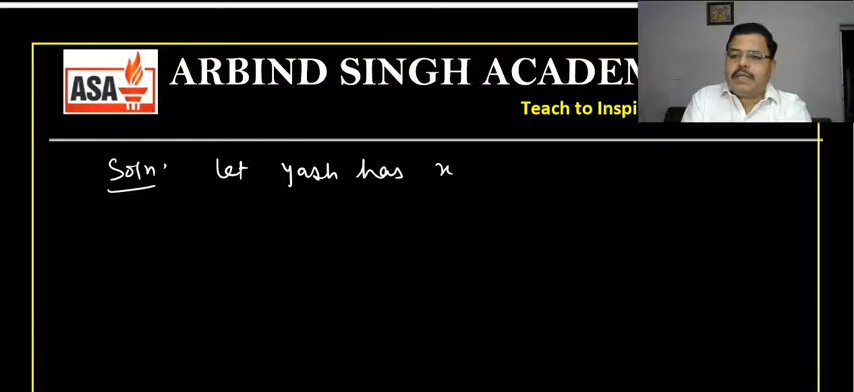 ASA
ARBIND SINGH ACADEM
Teach to Inspi
Soln. let yash has x